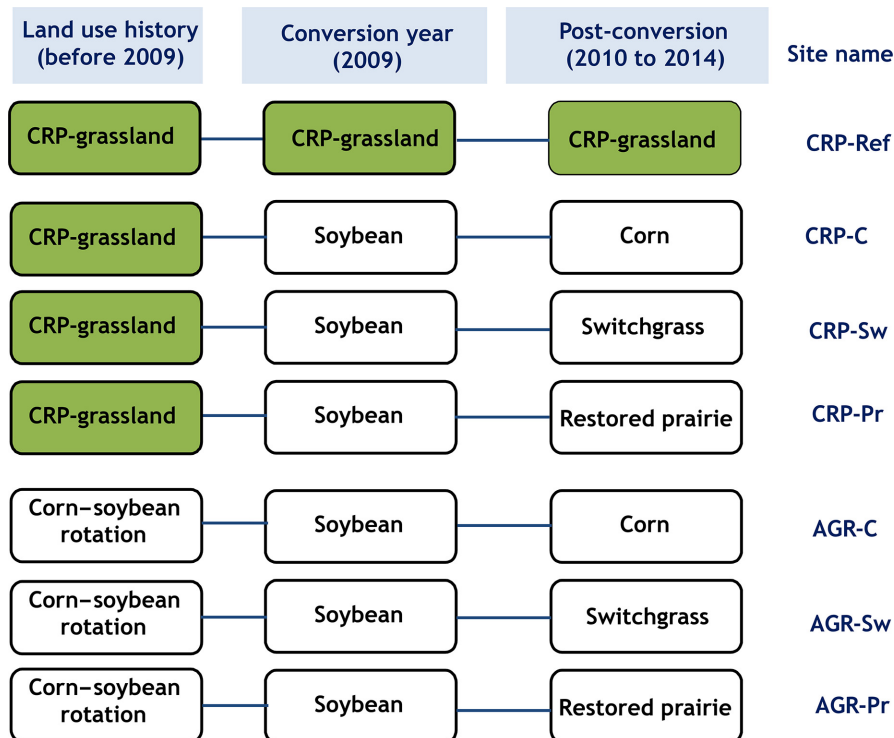 Land use history
(before 2009)
Conversion year
(2009)
Post-conversion
(2010 to 2014)
Site name
CRP-grassland
CRP-grassland
CRP-grassland
CRP-Ref
CRP-grassland
Soybean
Corn
CRP-C
CRP-grassland
Soybean
Switchgrass
CRP-Sw
CRP-grassland
Soybean
Restored prairie
CRP-Pr
Corn–soybean
rotation
Soybean
Corn
AGR-C
Corn–soybean
rotation
Soybean
Switchgrass
AGR-Sw
Corn–soybean
rotation
Soybean
Restored prairie
AGR-Pr